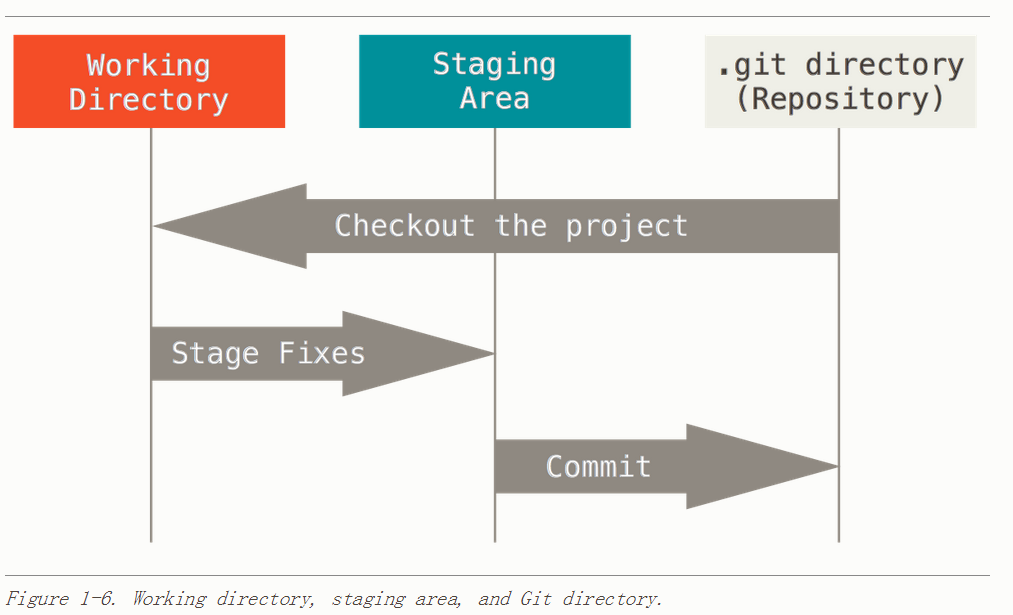 Working
Directory
Staging
Area
.git directory
(Repository)
Checkout the project
Stage Fixes
Commit
Figure 1-6. Working directory, staging area, and Git directory.